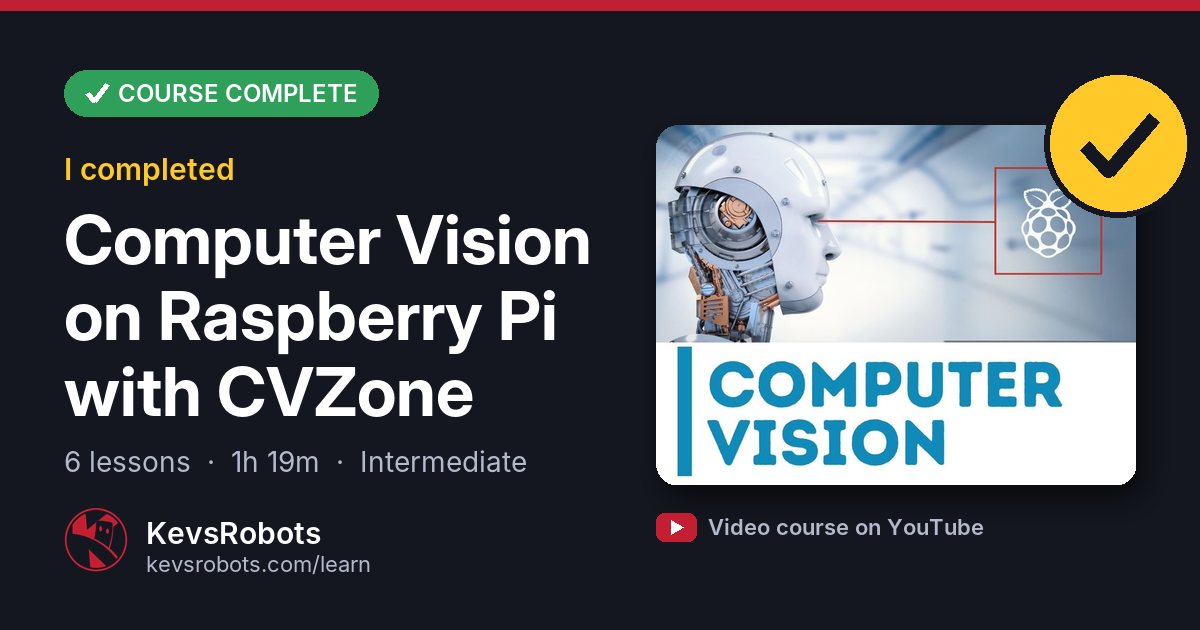 COURSE COMPLETE
I completed
Computer Vision
on Raspberry Pi
with CVZone
6 lessons · 1h 19m · Intermediate
KevsRobots
kevsrobots.com/learn
COMPUTER
VISION
Video course on YouTube